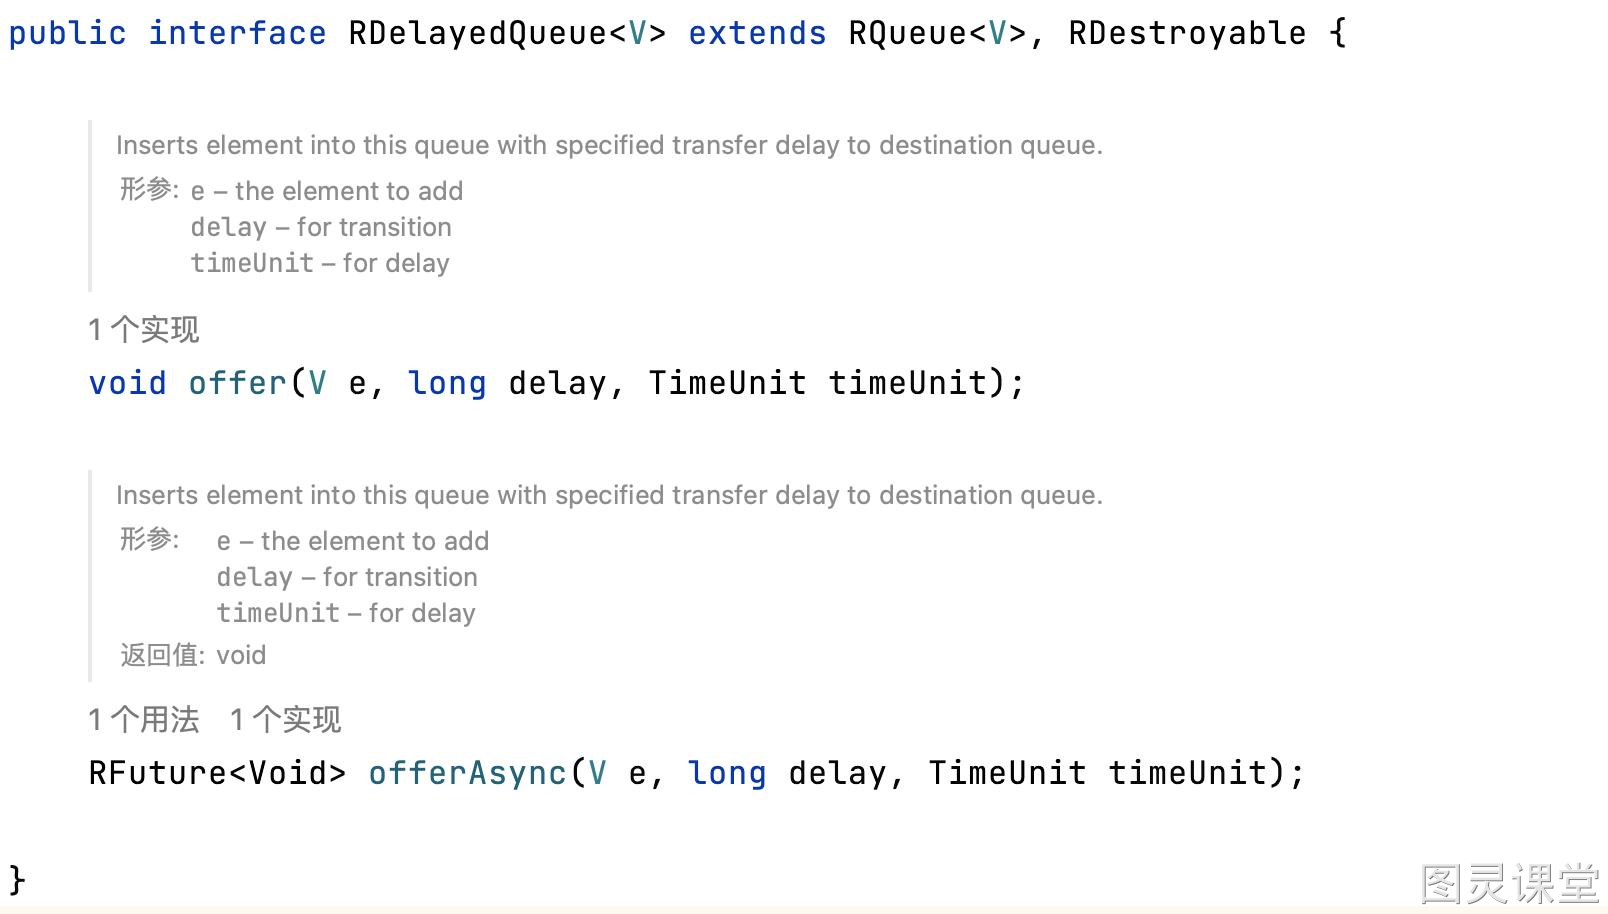 public interface RDelayedQueue<V> extends RQueue<V>, RDestroyable {
Inserts element into this queue with specified transfer delay to destination queue.
形参: e – the element to add
delay – for transition
timeUnit – for delay
1 个实现
void offer(V e, long delay, TimeUnit timeUnit);
Inserts element into this queue with specified transfer delay to destination queue.
形参: e – the element to add
delay – for transition
timeUnit – for delay
返回值: void
1 个用法 1 个实现
RFuture<Void> offerAsync(V e, long delay, TimeUnit timeUnit);
}
图灵课堂